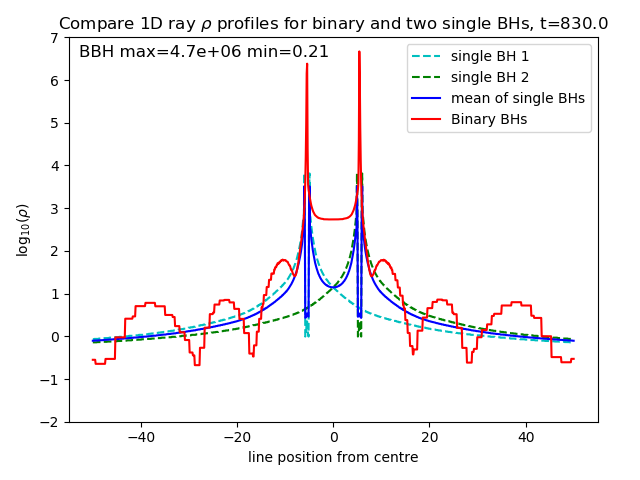 Compare 1D ray ρ profiles for binary and two single BHs, t=830.0
BBH max=4.7e+06 min=0.21
single BH 1
single BH 2
mean of single BHs
Binary BHs
log₁₀(ρ)
7
6
5
4
3
2
1
0
−1
−2
−40 −20 0 20 40
line position from centre